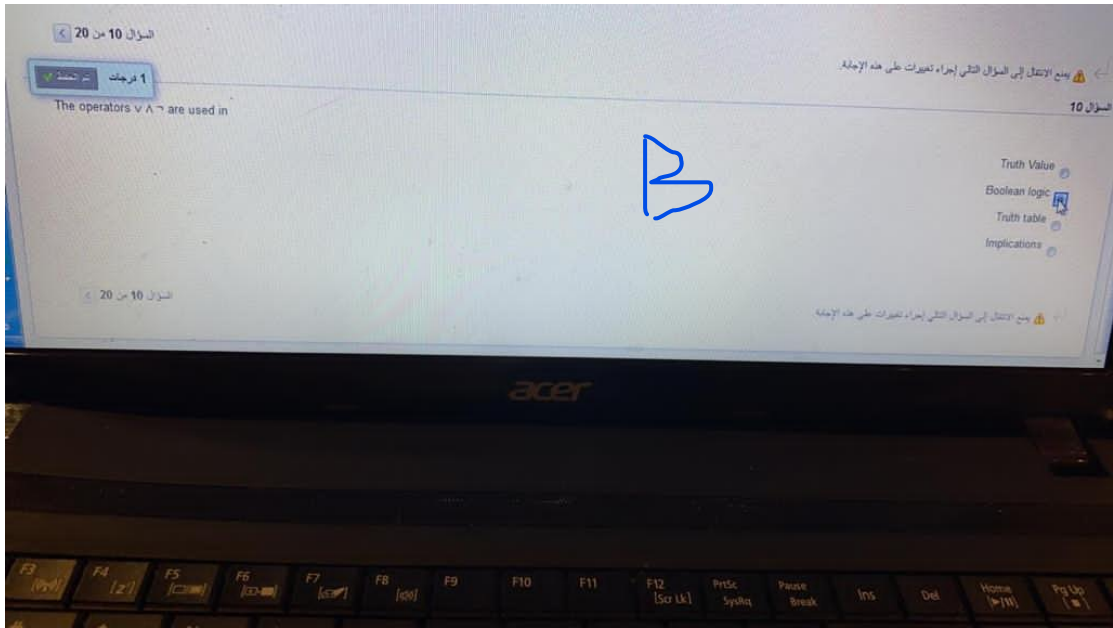 السؤال 10 من 20
يمنع الانتقال إلى السؤال التالي إجراء تغييرات على هذه الإجابة.
1 درجات تم الحفظ
السؤال 10
The operators ∨ ∧ ¬ are used in
B
Truth Value
Boolean logic
Truth table
Implications
السؤال 10 من 20
يمنع الانتقال إلى السؤال التالي إجراء تغييرات على هذه الإجابة.
acer
F3 F4 F5 F6 F7 F8 F9 F10 F11 F12 PrtSc Pause Ins Del Home Pg Up
[z] [Scr Lk] SysRq Break